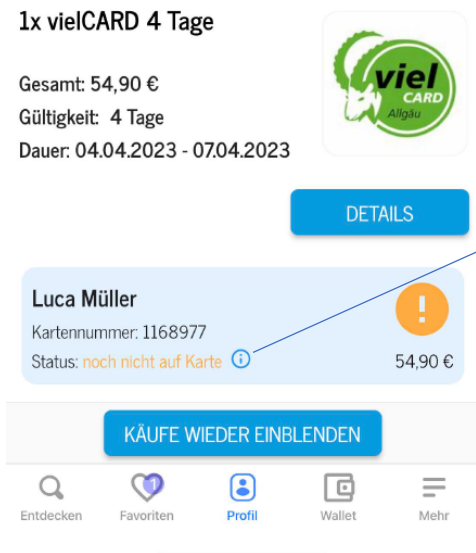 1x vielCARD 4 Tage
Gesamt: 54,90 €
Gültigkeit: 4 Tage
Dauer: 04.04.2023 - 07.04.2023
viel
CARD
Allgäu
DETAILS
Luca Müller
Kartennummer: 1168977
Status: noch nicht auf Karte i
!
54,90 €
KÄUFE WIEDER EINBLENDEN
1
Entdecken Favoriten Profil Wallet Mehr